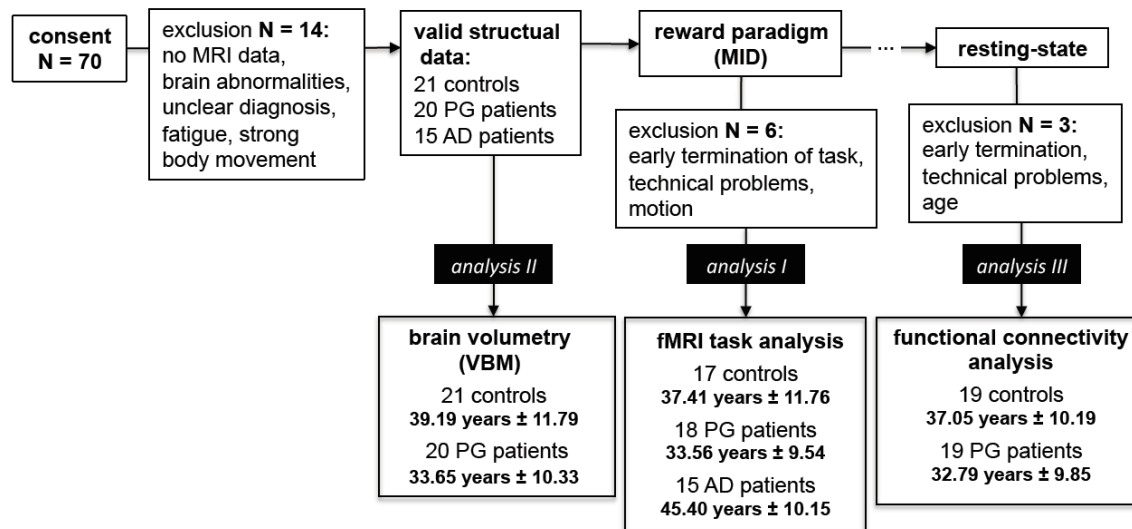 consent
N = 70
exclusion N = 14:
no MRI data,
brain abnormalities,
unclear diagnosis,
fatigue, strong
body movement
valid structual
data:
21 controls
20 PG patients
15 AD patients
reward paradigm
(MID)
...
resting-state
exclusion N = 6:
early termination of task,
technical problems,
motion
exclusion N = 3:
early termination,
technical problems,
age
analysis II
analysis I
analysis III
brain volumetry
(VBM)
21 controls
39.19 years ± 11.79
20 PG patients
33.65 years ± 10.33
fMRI task analysis
17 controls
37.41 years ± 11.76
18 PG patients
33.56 years ± 9.54
15 AD patients
45.40 years ± 10.15
functional connectivity
analysis
19 controls
37.05 years ± 10.19
19 PG patients
32.79 years ± 9.85